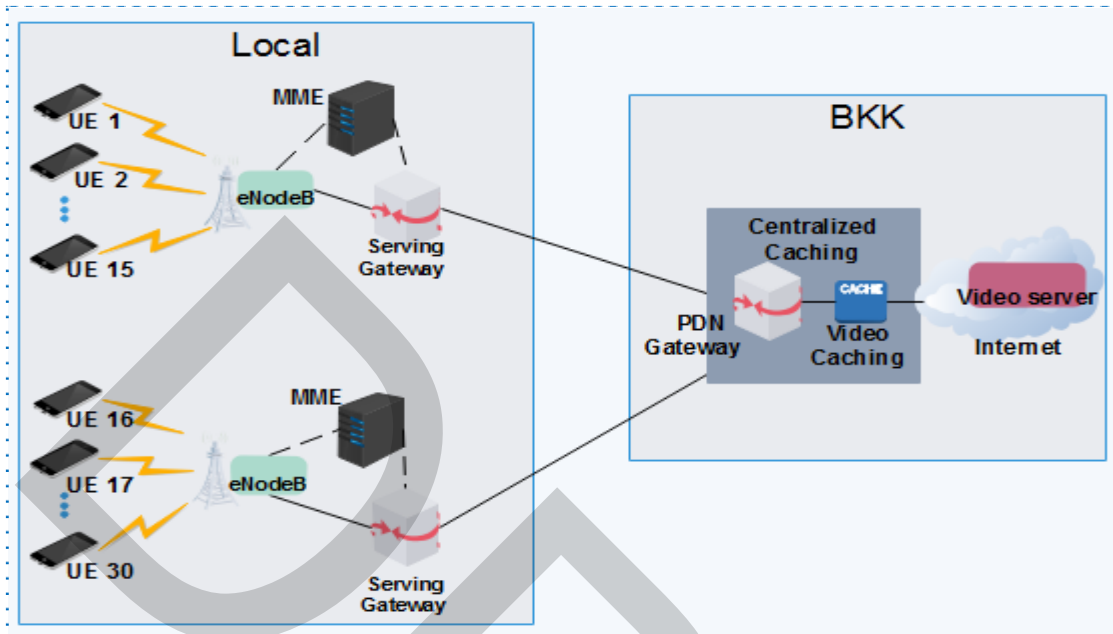 Local
MME
UE 1
UE 2
eNodeB
UE 15
Serving
Gateway
UE 16
MME
UE 17
eNodeB
UE 30
Serving
Gateway
BKK
Centralized
Caching
CACHE
PDN
Gateway
Video
Caching
Video server
Internet